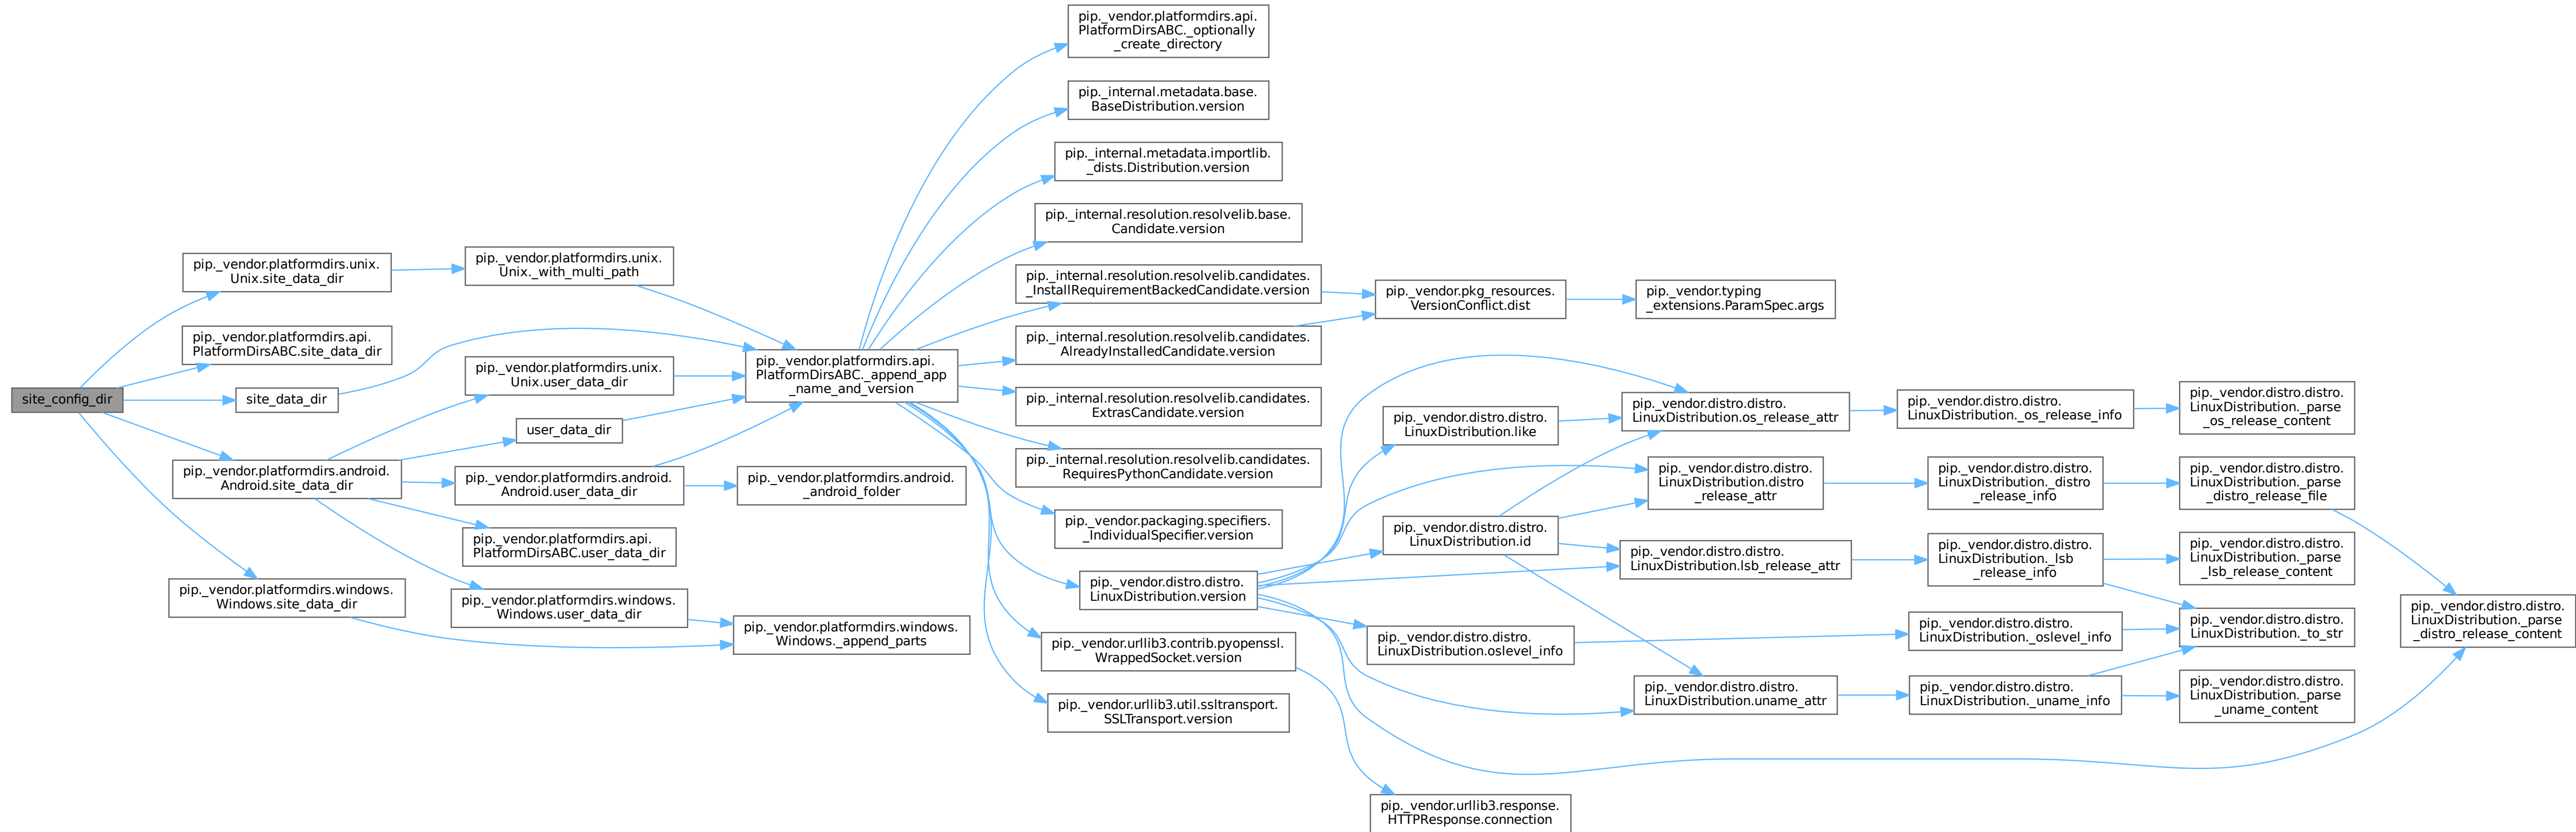 site_config_dir
pip._vendor.platformdirs.unix.
Unix.site_data_dir
pip._vendor.platformdirs.api.
PlatformDirsABC.site_data_dir
site_data_dir
pip._vendor.platformdirs.android.
Android.site_data_dir
pip._vendor.platformdirs.windows.
Windows.site_data_dir
pip._vendor.platformdirs.unix.
Unix._with_multi_path
pip._vendor.platformdirs.unix.
Unix.user_data_dir
user_data_dir
pip._vendor.platformdirs.android.
Android.user_data_dir
pip._vendor.platformdirs.api.
PlatformDirsABC.user_data_dir
pip._vendor.platformdirs.windows.
Windows.user_data_dir
pip._vendor.platformdirs.api.
PlatformDirsABC._append_app
_name_and_version
pip._vendor.platformdirs.android.
_android_folder
pip._vendor.platformdirs.windows.
Windows._append_parts
pip._vendor.platformdirs.api.
PlatformDirsABC._optionally
_create_directory
pip._internal.metadata.base.
BaseDistribution.version
pip._internal.metadata.importlib.
_dists.Distribution.version
pip._internal.resolution.resolvelib.base.
Candidate.version
pip._internal.resolution.resolvelib.candidates.
_InstallRequirementBackedCandidate.version
pip._internal.resolution.resolvelib.candidates.
AlreadyInstalledCandidate.version
pip._internal.resolution.resolvelib.candidates.
ExtrasCandidate.version
pip._internal.resolution.resolvelib.candidates.
RequiresPythonCandidate.version
pip._vendor.packaging.specifiers.
_IndividualSpecifier.version
pip._vendor.distro.distro.
LinuxDistribution.version
pip._vendor.urllib3.contrib.pyopenssl.
WrappedSocket.version
pip._vendor.urllib3.util.ssltransport.
SSLTransport.version
pip._vendor.pkg_resources.
VersionConflict.dist
pip._vendor.distro.distro.
LinuxDistribution.like
pip._vendor.distro.distro.
LinuxDistribution.id
pip._vendor.distro.distro.
LinuxDistribution.oslevel_info
pip._vendor.urllib3.response.
HTTPResponse.connection
pip._vendor.typing
_extensions.ParamSpec.args
pip._vendor.distro.distro.
LinuxDistribution.os_release_attr
pip._vendor.distro.distro.
LinuxDistribution.distro
_release_attr
pip._vendor.distro.distro.
LinuxDistribution.lsb_release_attr
pip._vendor.distro.distro.
LinuxDistribution.uname_attr
pip._vendor.distro.distro.
LinuxDistribution._os_release_info
pip._vendor.distro.distro.
LinuxDistribution._distro
_release_info
pip._vendor.distro.distro.
LinuxDistribution._lsb
_release_info
pip._vendor.distro.distro.
LinuxDistribution._oslevel_info
pip._vendor.distro.distro.
LinuxDistribution._uname_info
pip._vendor.distro.distro.
LinuxDistribution._parse
_os_release_content
pip._vendor.distro.distro.
LinuxDistribution._parse
_distro_release_file
pip._vendor.distro.distro.
LinuxDistribution._parse
_lsb_release_content
pip._vendor.distro.distro.
LinuxDistribution._to_str
pip._vendor.distro.distro.
LinuxDistribution._parse
_uname_content
pip._vendor.distro.distro.
LinuxDistribution._parse
_distro_release_content